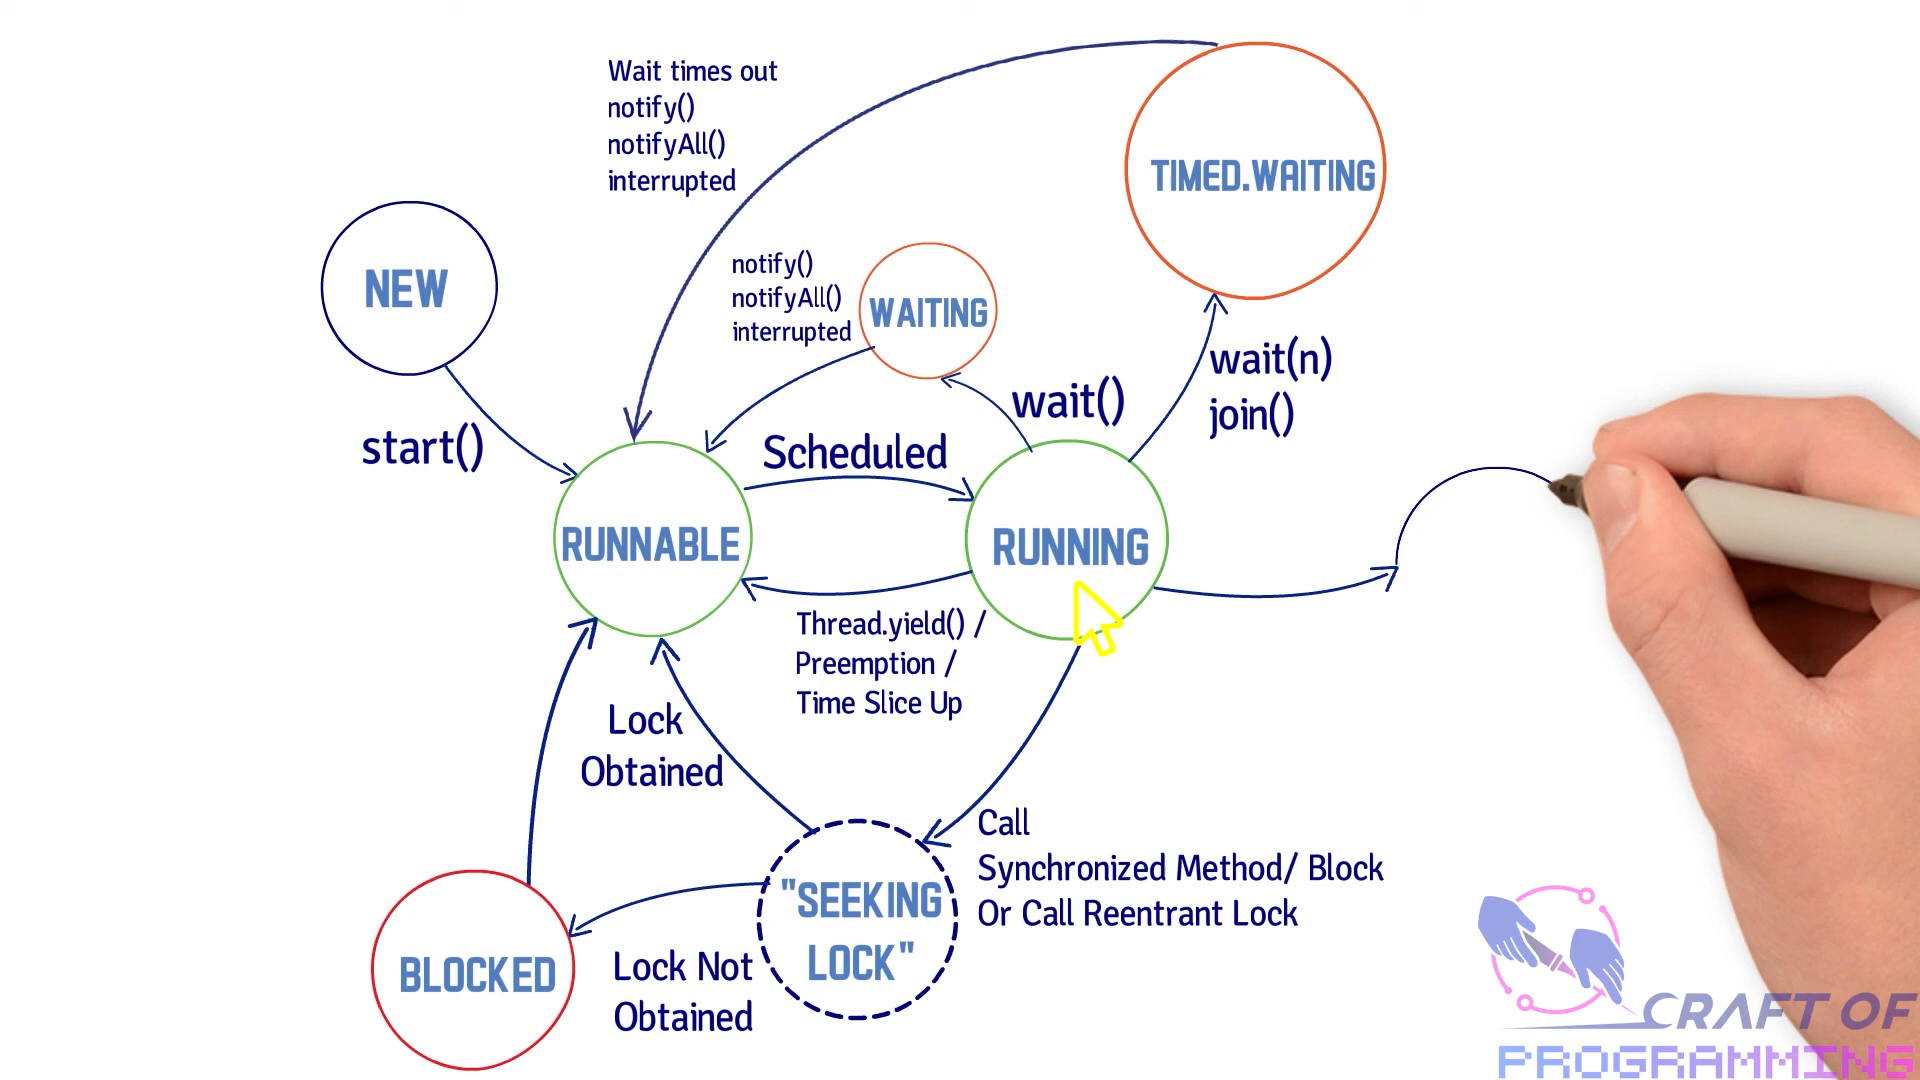 Wait times out
notify()
notifyAll()
interrupted
TIMED.WAITING
NEW
notify()
notifyAll()
interrupted
WAITING
wait(n)
join()
wait()
start()
Scheduled
RUNNABLE
RUNNING
Thread.yield() /
Preemption /
Time Slice Up
Lock
Obtained
Call
Synchronized Method/ Block
Or Call Reentrant Lock
"SEEKING
LOCK"
BLOCKED
Lock Not
Obtained
CRAFT OF
PROGRAMMING